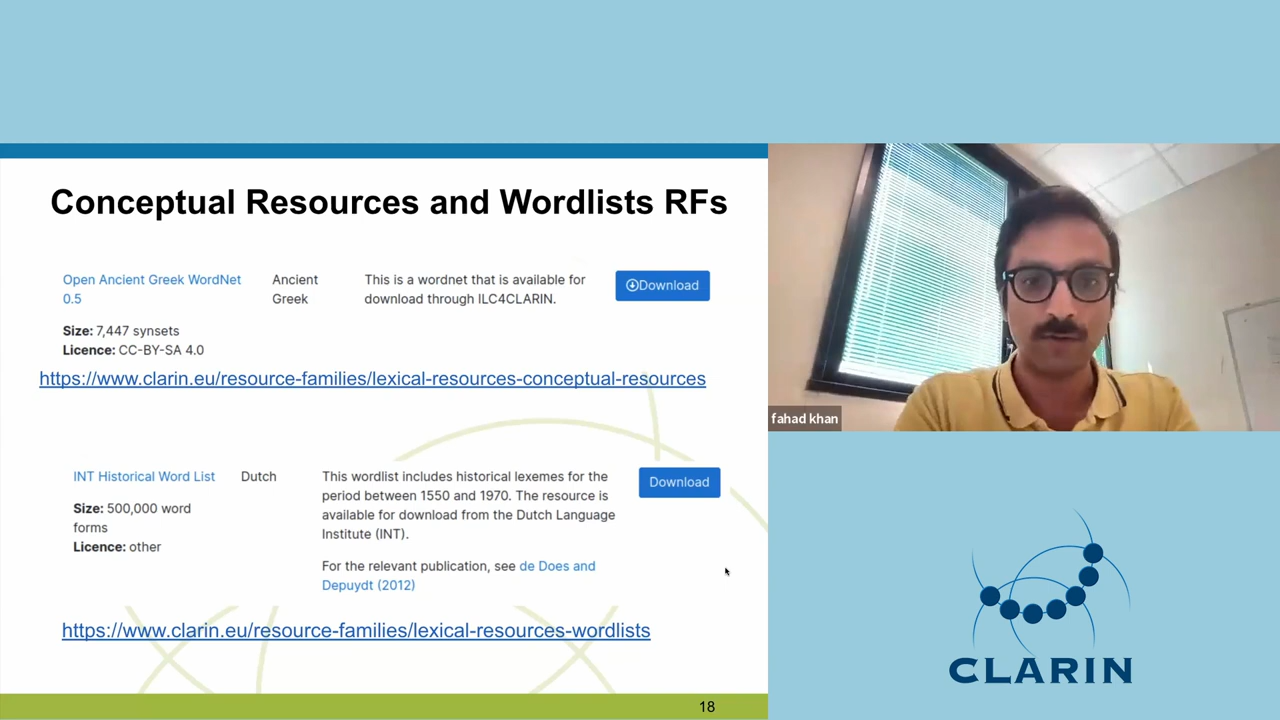 Conceptual Resources and Wordlists RFs
Open Ancient Greek WordNet
0.5
Size: 7,447 synsets
Licence: CC-BY-SA 4.0
Ancient
Greek
This is a wordnet that is available for
download through ILC4CLARIN.
Download
https://www.clarin.eu/resource-families/lexical-resources-conceptual-resources
INT Historical Word List
Size: 500,000 word
forms
Licence: other
Dutch
This wordlist includes historical lexemes for the
period between 1550 and 1970. The resource is
available for download from the Dutch Language
Institute (INT).
For the relevant publication, see de Does and
Depuydt (2012)
Download
https://www.clarin.eu/resource-families/lexical-resources-wordlists
18
fahad khan
CLARIN